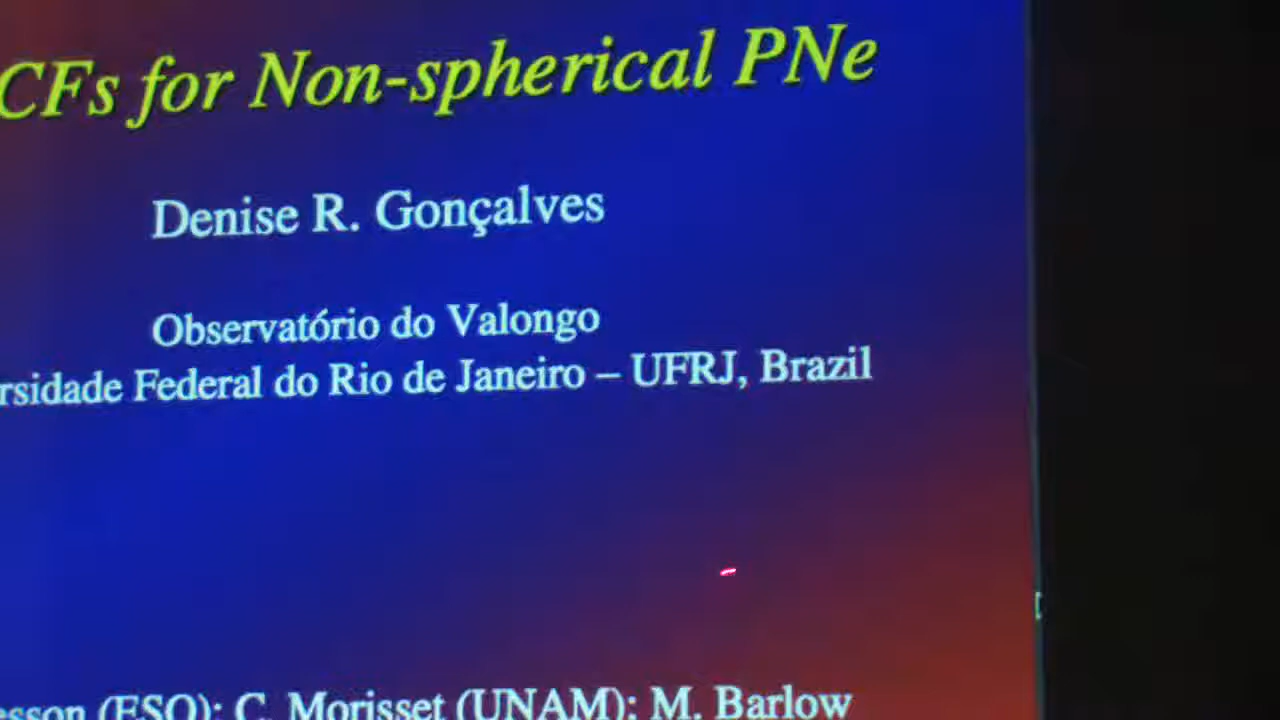 CFs for Non-spherical PNe
Denise R. Gonçalves
Observatório do Valongo
rsidade Federal do Rio de Janeiro – UFRJ, Brazil
esson (ESO); C. Morisset (UNAM); M. Barlow